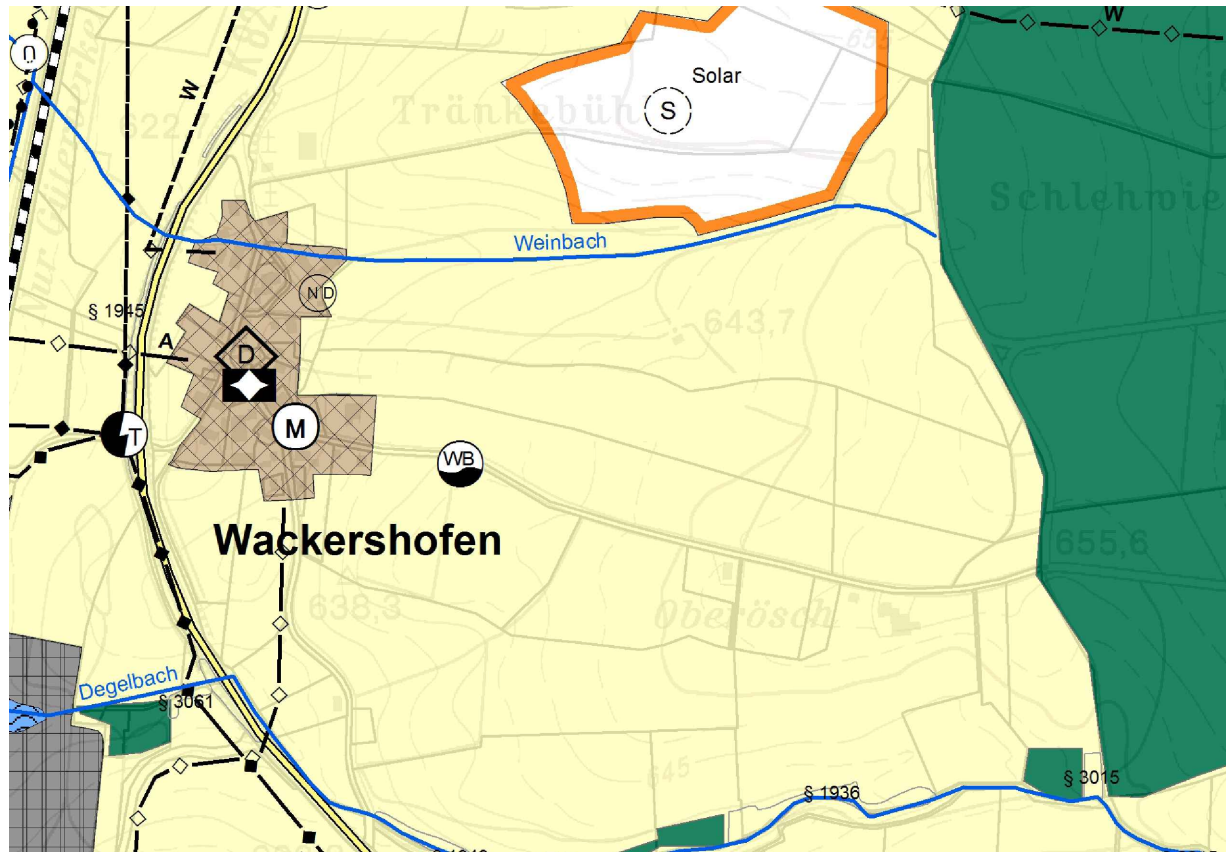 W
Solar
S
W
622,7
Schlehwie
Weinbach
N D
643,7
§ 1945
A
D
M
T
WB
Wackershofen
655,6
638,3
Oberösch
Degelbach
§ 3061
645
§ 3015
§ 1936